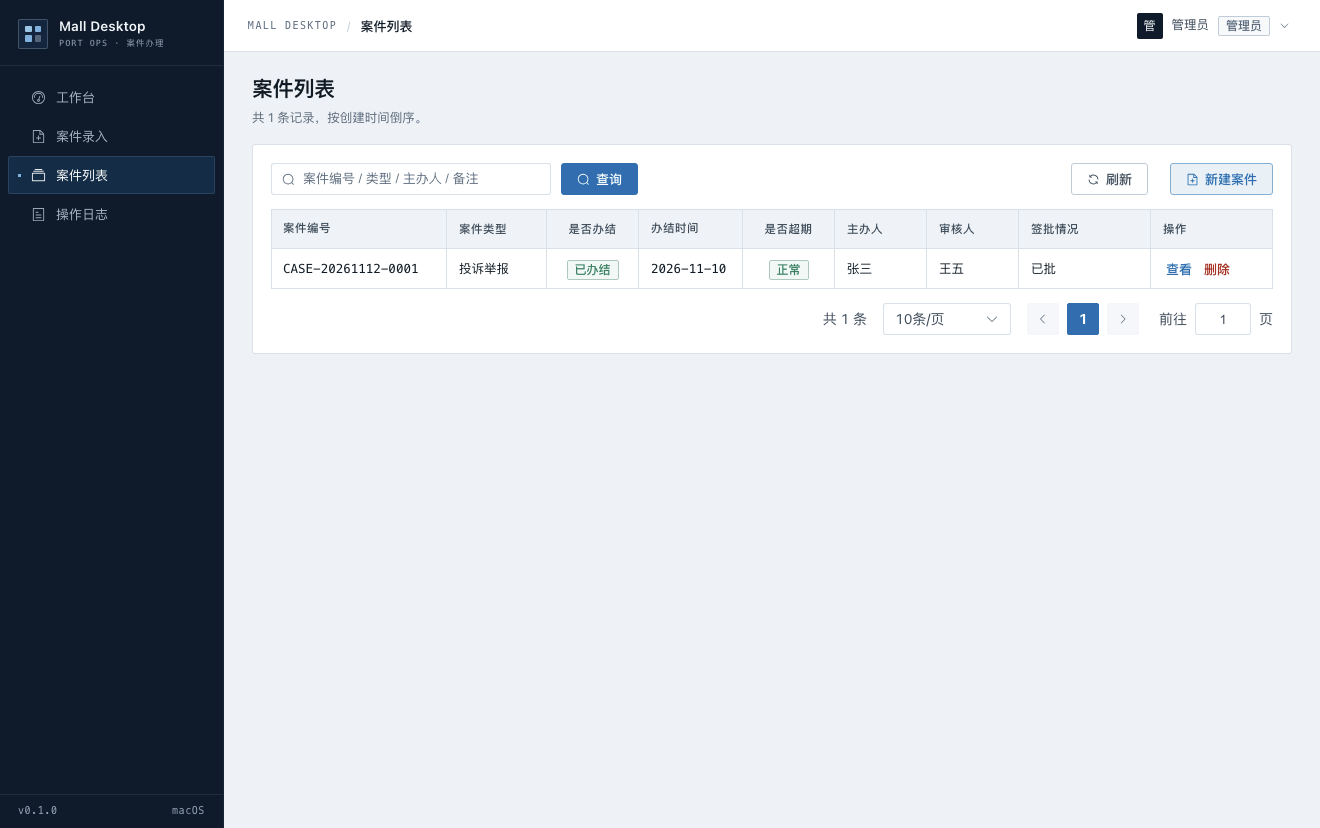 Mall Desktop
PORT OPS · 案件办理
工作台
案件录入
案件列表
操作日志
v0.1.0 macOS
MALL DESKTOP / 案件列表
管 管理员 管理员
案件列表
共 1 条记录，按创建时间倒序。
案件编号 / 类型 / 主办人 / 备注 查询 刷新 新建案件
案件编号 案件类型 是否办结 办结时间 是否超期 主办人 审核人 签批情况 操作
CASE-20261112-0001 投诉举报 已办结 2026-11-10 正常 张三 王五 已批 查看 删除
共 1 条 10条/页 1 前往 1 页